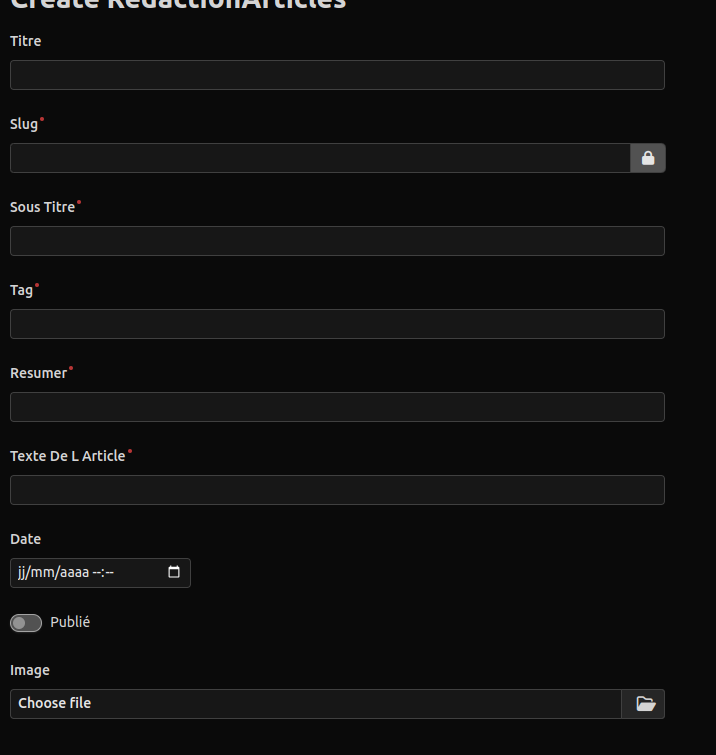 Create RedactionArticles
Titre
Slug
Sous Titre
Tag
Resumer
Texte De L Article
Date
jj/mm/aaaa --:--
Publié
Image
Choose file